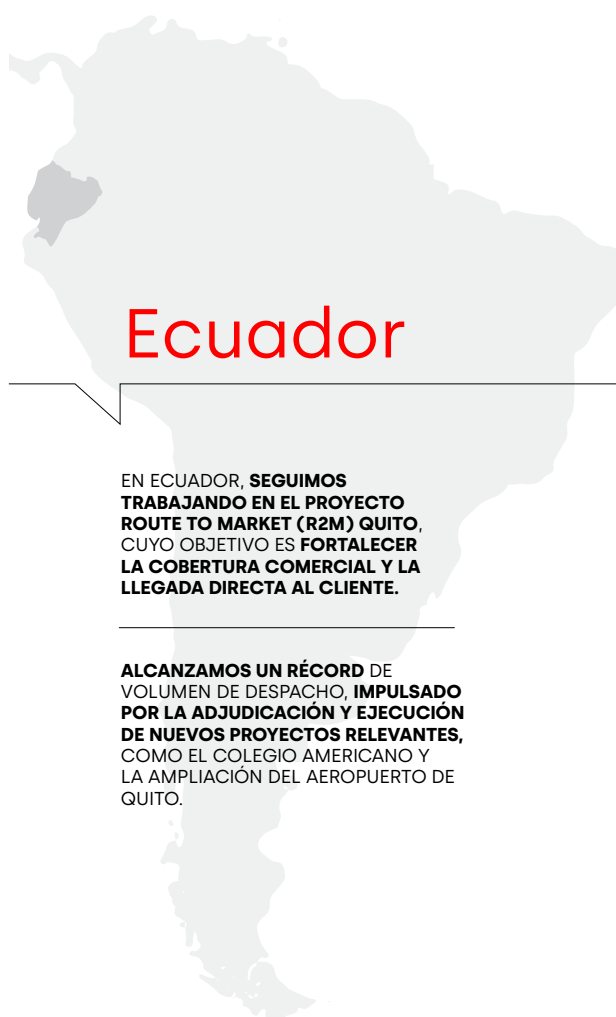 Ecuador
EN ECUADOR, SEGUIMOS
TRABAJANDO EN EL PROYECTO
ROUTE TO MARKET (R2M) QUITO,
CUYO OBJETIVO ES FORTALECER
LA COBERTURA COMERCIAL Y LA
LLEGADA DIRECTA AL CLIENTE.
ALCANZAMOS UN RÉCORD DE
VOLUMEN DE DESPACHO, IMPULSADO
POR LA ADJUDICACIÓN Y EJECUCIÓN
DE NUEVOS PROYECTOS RELEVANTES,
COMO EL COLEGIO AMERICANO Y
LA AMPLIACIÓN DEL AEROPUERTO DE
QUITO.